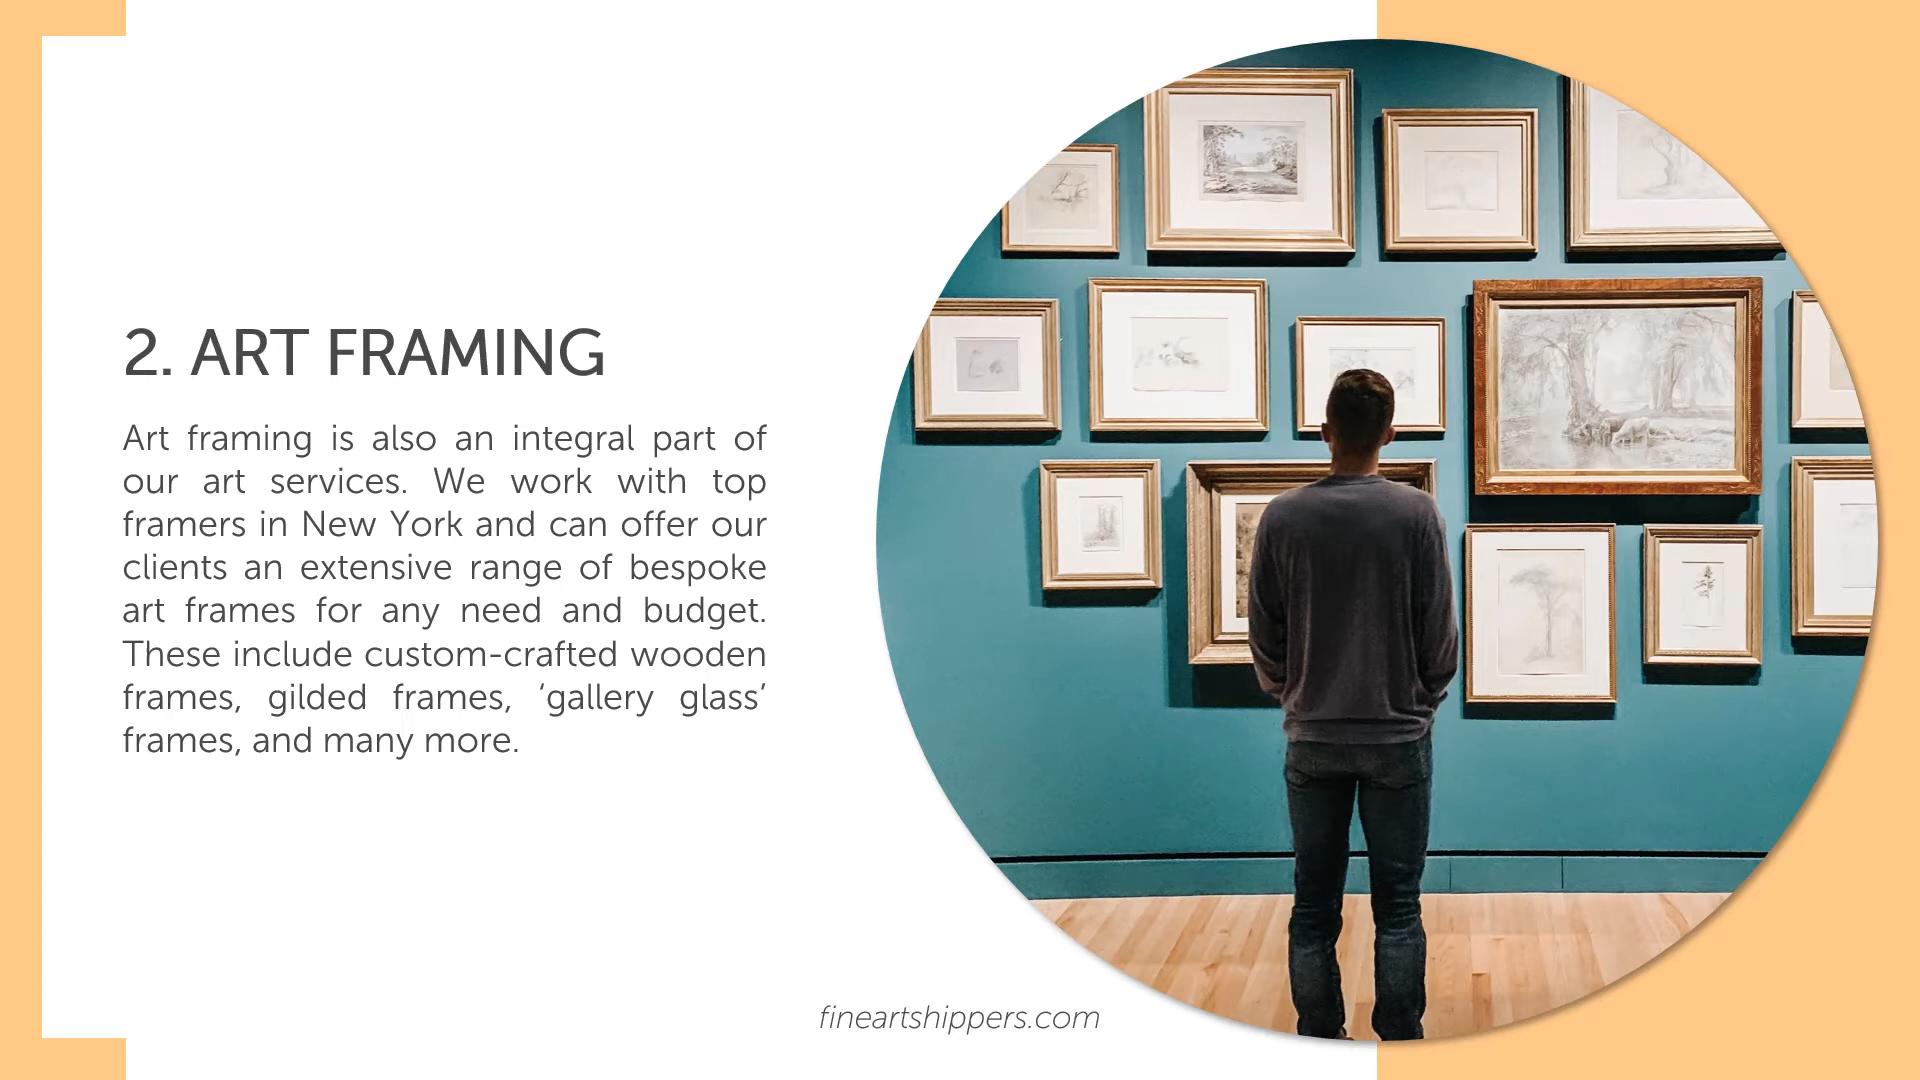 2. ART FRAMING
Art framing is also an integral part of
our art services. We work with top
framers in New York and can offer our
clients an extensive range of bespoke
art frames for any need and budget.
These include custom-crafted wooden
frames, gilded frames, ‘gallery glass’
frames, and many more.
fineartshippers.com